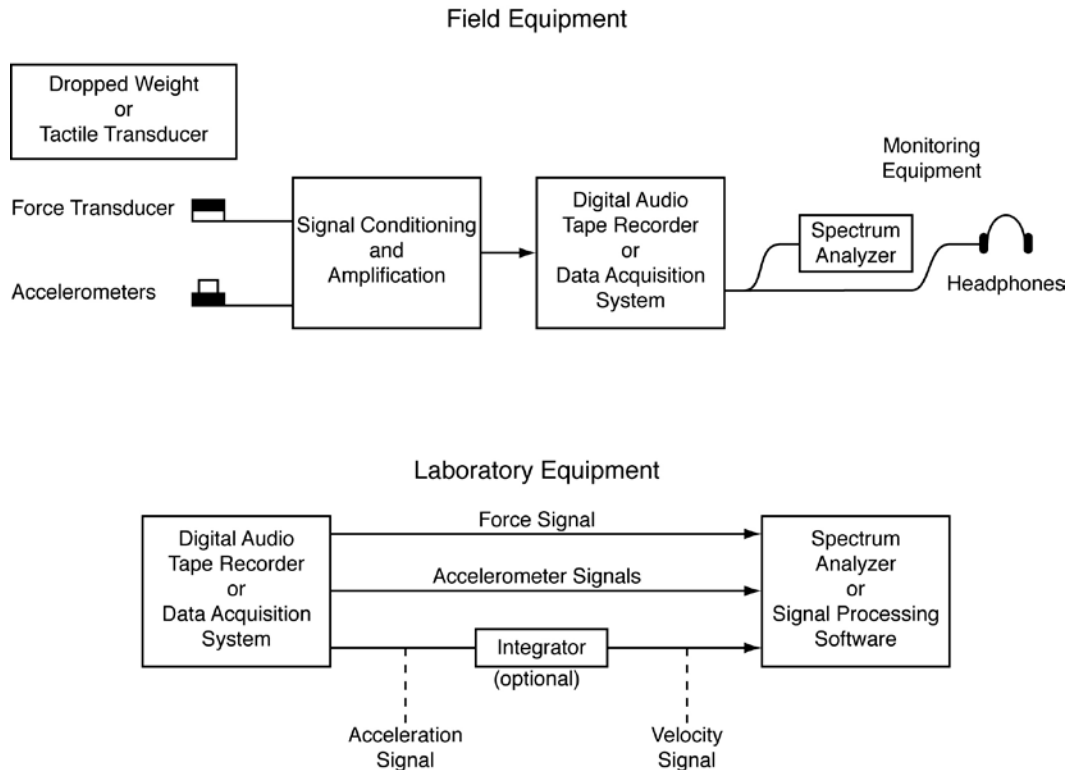 Field Equipment
Dropped Weight
or
Tactile Transducer
Force Transducer
Accelerometers
Signal Conditioning
and
Amplification
Digital Audio
Tape Recorder
or
Data Acquisition
System
Monitoring
Equipment
Spectrum
Analyzer
Headphones
Laboratory Equipment
Digital Audio
Tape Recorder
or
Data Acquisition
System
Force Signal
Accelerometer Signals
Integrator
(optional)
Acceleration
Signal
Velocity
Signal
Spectrum
Analyzer
or
Signal Processing
Software